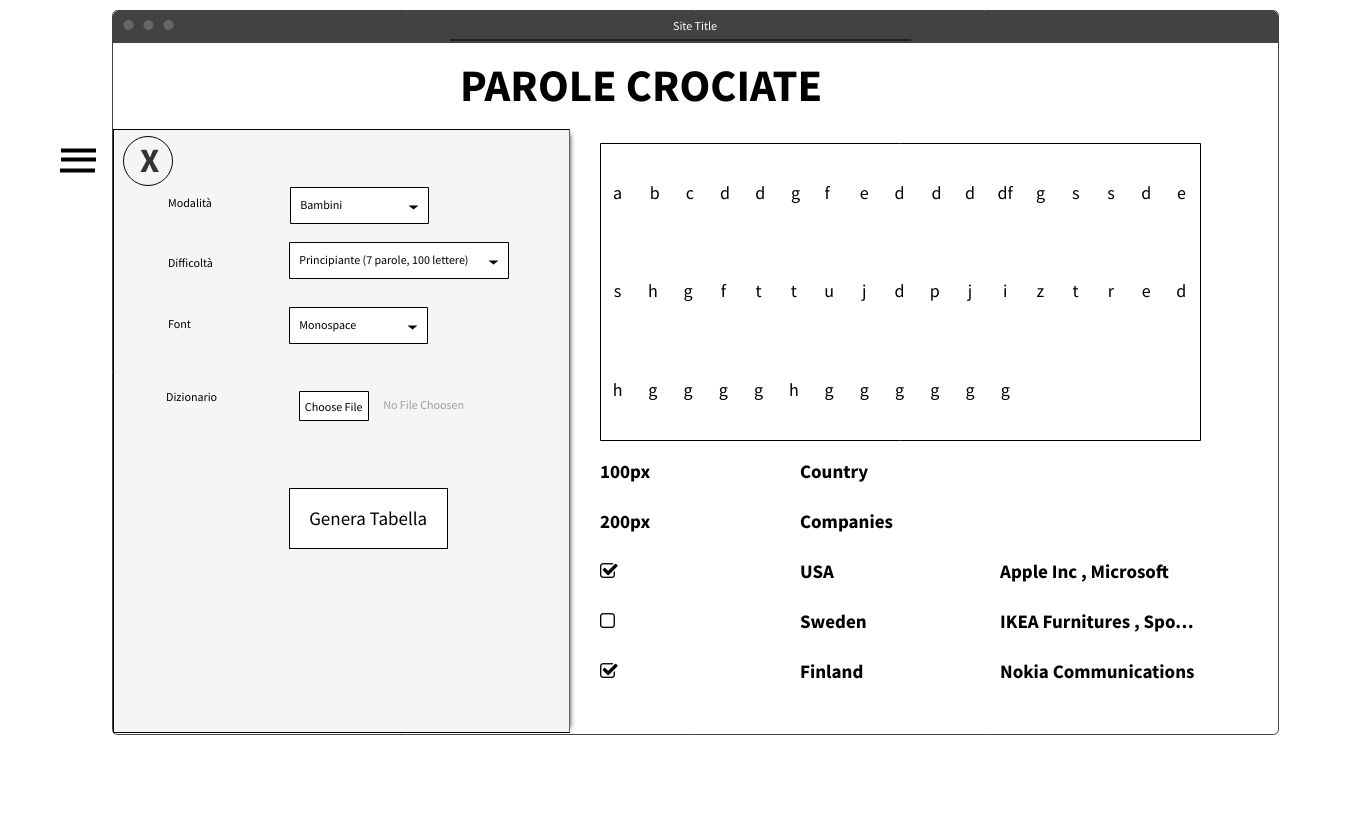 Site Title
PAROLE CROCIATE
X
Modalità
Bambini
Difficoltà
Principiante (7 parole, 100 lettere)
Font
Monospace
Dizionario
Choose File
No File Choosen
Genera Tabella
a b c d d g f e d d d df g s s d e
s h g f t t u j d p j i z t r e d
h g g g g h g g g g g g
100px Country
200px Companies
USA Apple Inc , Microsoft
Sweden IKEA Furnitures , Spo...
Finland Nokia Communications